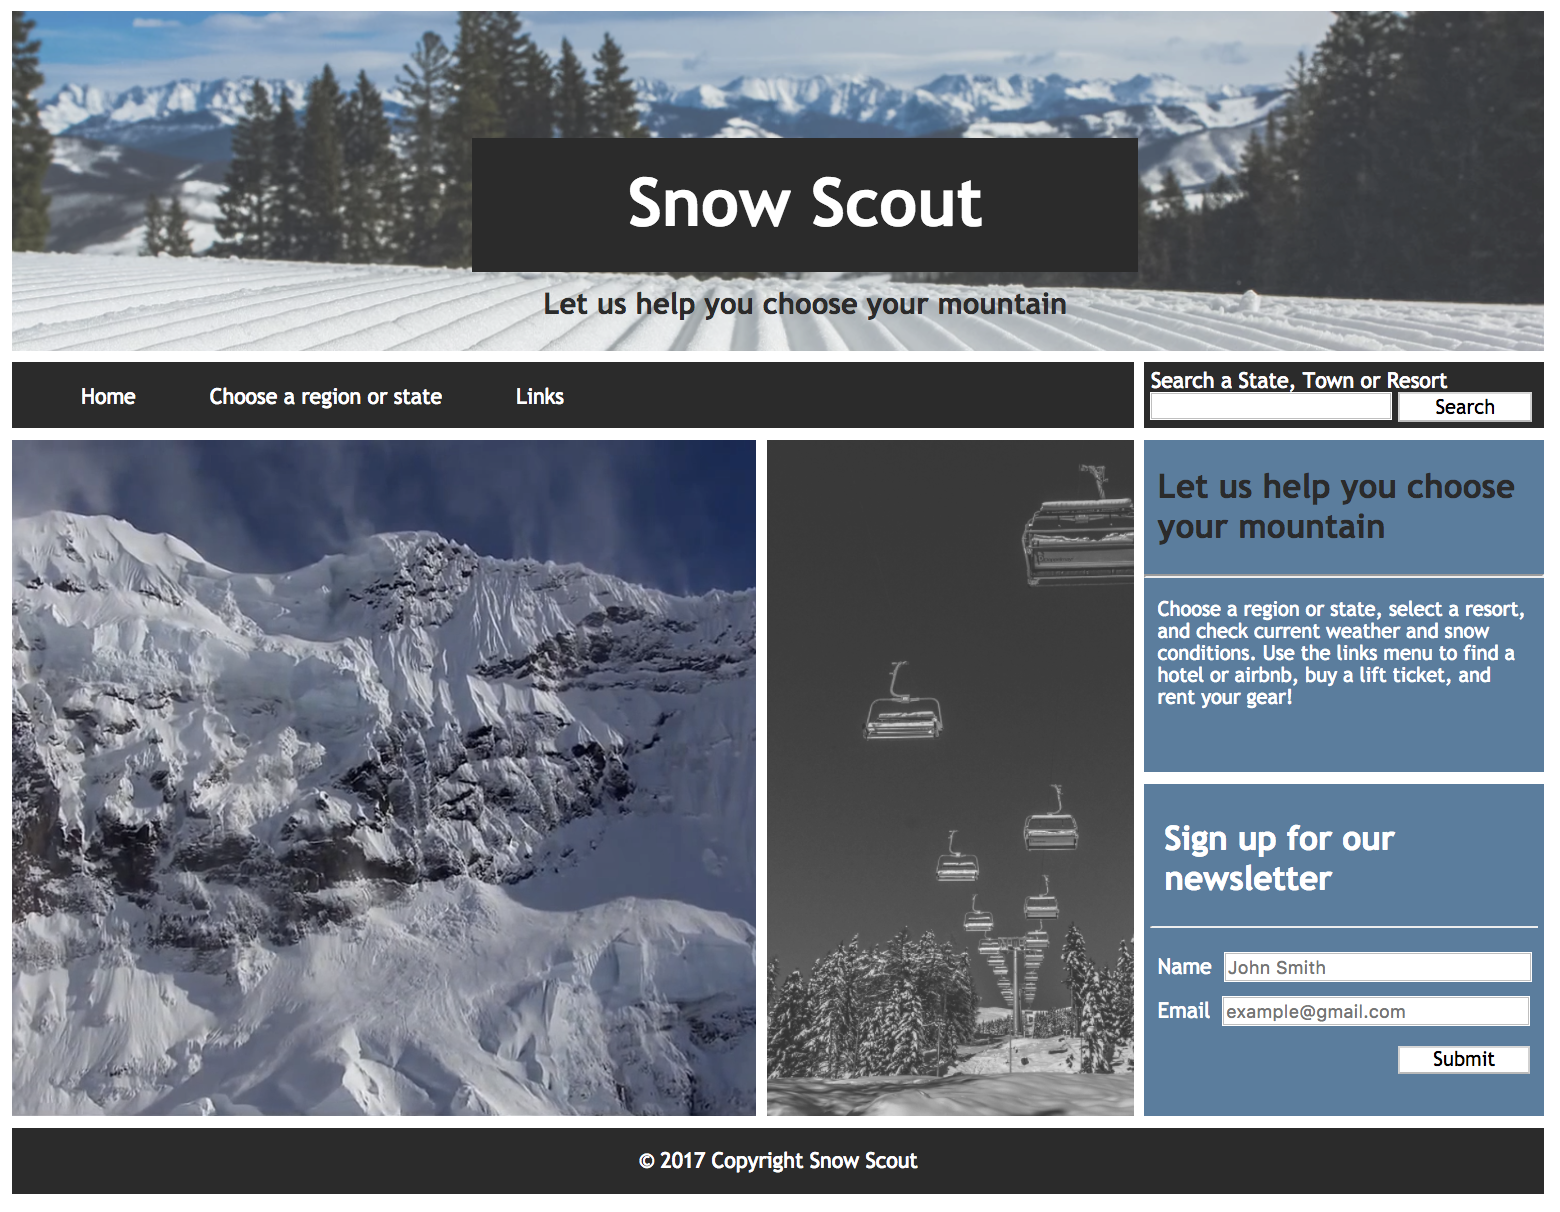 Snow Scout
Let us help you choose your mountain
Home Choose a region or state Links
Search a State, Town or Resort
Search
Let us help you choose
your mountain
Choose a region or state, select a resort,
and check current weather and snow
conditions. Use the links menu to find a
hotel or airbnb, buy a lift ticket, and
rent your gear!
Sign up for our
newsletter
Name John Smith
Email example@gmail.com
Submit
© 2017 Copyright Snow Scout